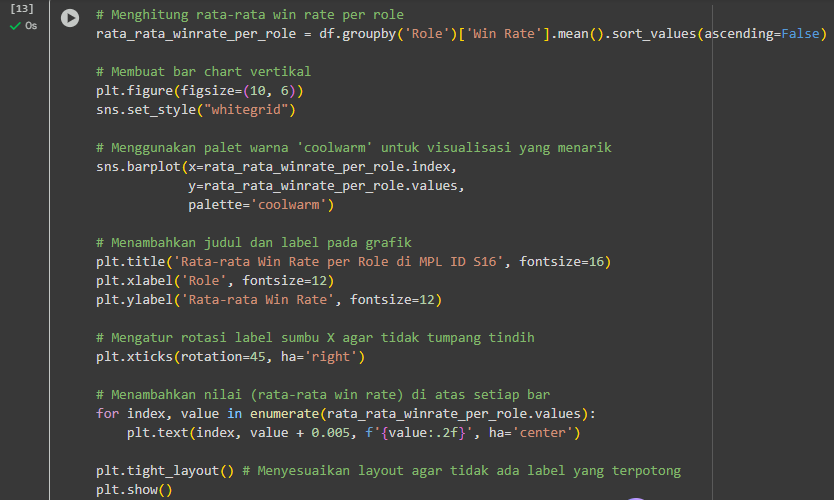 [13]
0s
# Menghitung rata-rata win rate per role
rata_rata_winrate_per_role = df.groupby('Role')['Win Rate'].mean().sort_values(ascending=False)
# Membuat bar chart vertikal
plt.figure(figsize=(10, 6))
sns.set_style("whitegrid")
# Menggunakan palet warna 'coolwarm' untuk visualisasi yang menarik
sns.barplot(x=rata_rata_winrate_per_role.index,
            y=rata_rata_winrate_per_role.values,
            palette='coolwarm')
# Menambahkan judul dan label pada grafik
plt.title('Rata-rata Win Rate per Role di MPL ID S16', fontsize=16)
plt.xlabel('Role', fontsize=12)
plt.ylabel('Rata-rata Win Rate', fontsize=12)
# Mengatur rotasi label sumbu X agar tidak tumpang tindih
plt.xticks(rotation=45, ha='right')
# Menambahkan nilai (rata-rata win rate) di atas setiap bar
for index, value in enumerate(rata_rata_winrate_per_role.values):
    plt.text(index, value + 0.005, f'{value:.2f}', ha='center')
plt.tight_layout() # Menyesuaikan layout agar tidak ada label yang terpotong
plt.show()